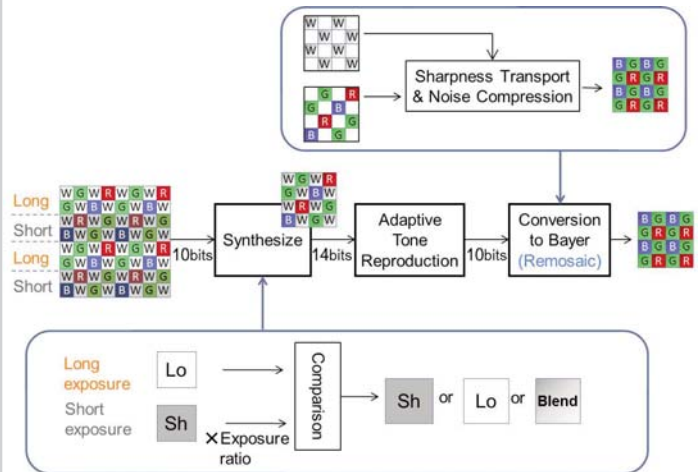 W W
W W
W W
W W
G R
G B
R G
B G
Sharpness Transport
& Noise Compression
B G B G
G R G R
B G B G
G R G R
Long
Short
Long
Short
W G W R W G W R
G W B W G W B W
W R W G W R W G
B W G W B W G W
W G W R W G W R
G W B W G W B W
W R W G W R W G
B W G W B W G W
10bits
Synthesize
W G W R
G W B W
W R W G
B W G W
14bits
Adaptive
Tone
Reproduction
10bits
Conversion
to Bayer
(Remosaic)
B G B G
G R G R
B G B G
G R G R
Long
exposure
Lo
Short
exposure
Sh
×Exposure
ratio
Comparison
Sh or Lo or Blend